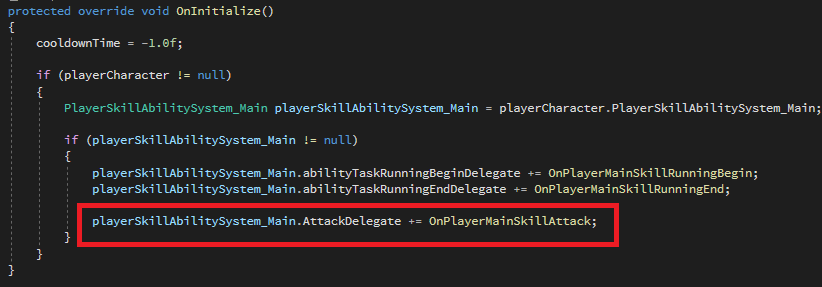 protected override void OnInitialize()
{
cooldownTime = -1.0f;
if (playerCharacter != null)
{
PlayerSkillAbilitySystem_Main playerSkillAbilitySystem_Main = playerCharacter.PlayerSkillAbilitySystem_Main;
if (playerSkillAbilitySystem_Main != null)
{
playerSkillAbilitySystem_Main.abilityTaskRunningBeginDelegate += OnPlayerMainSkillRunningBegin;
playerSkillAbilitySystem_Main.abilityTaskRunningEndDelegate += OnPlayerMainSkillRunningEnd;
playerSkillAbilitySystem_Main.AttackDelegate += OnPlayerMainSkillAttack;
}
}
}